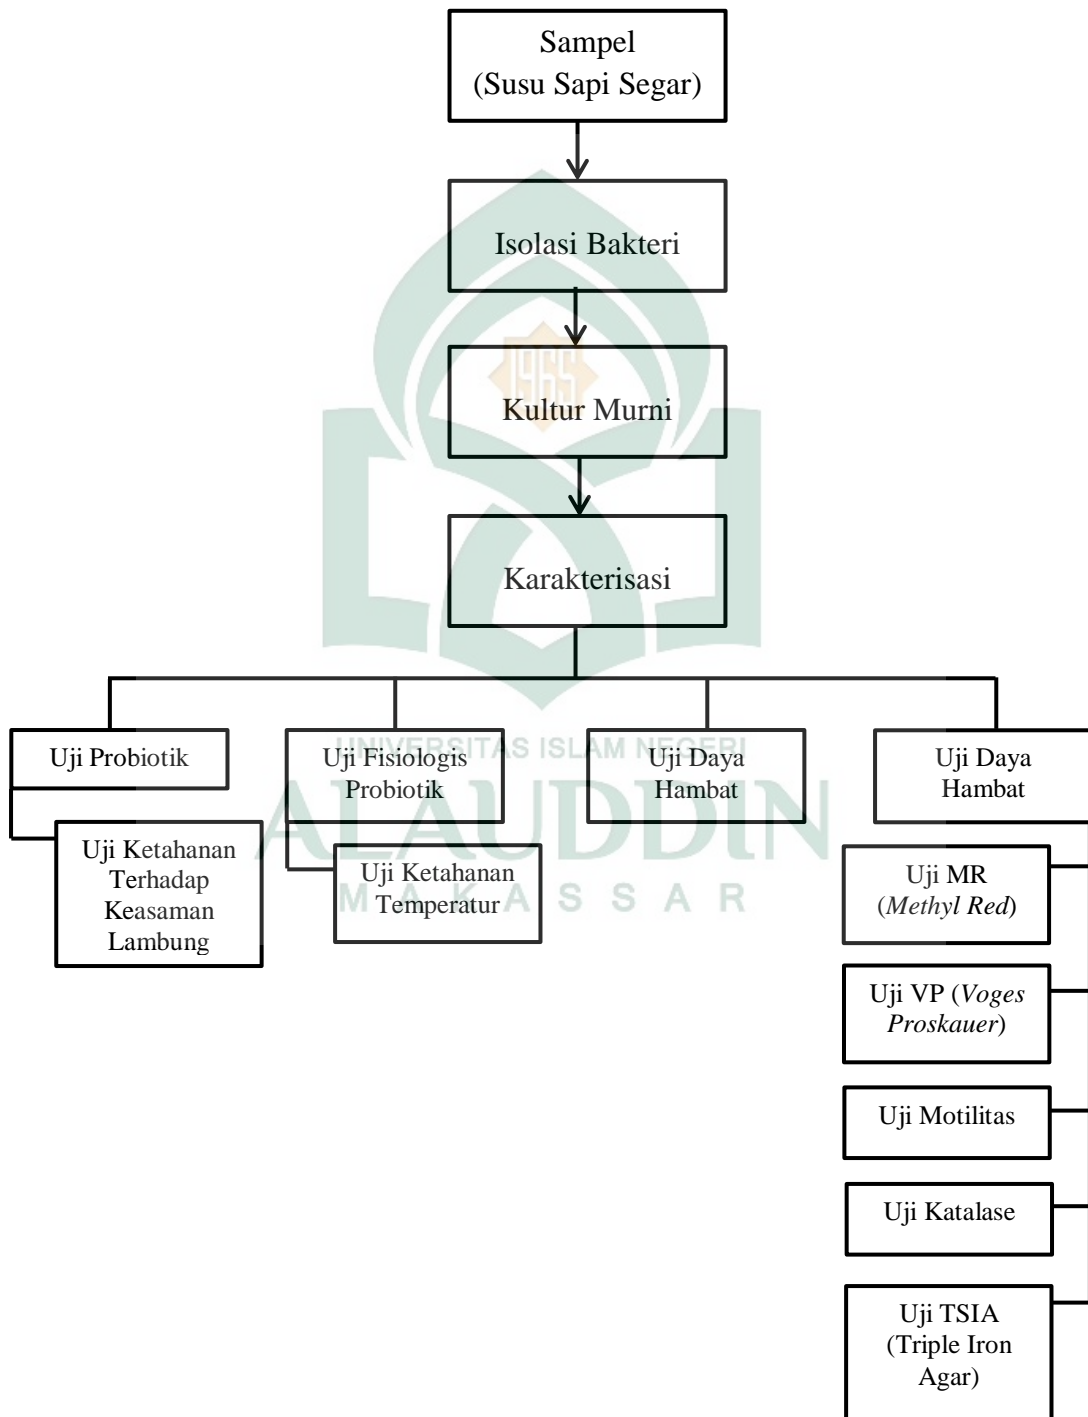 Sampel
(Susu Sapi Segar)
Isolasi Bakteri
1965
Kultur Murni
Karakterisasi
Uji Probiotik
Uji Fisiologis
Probiotik
Uji Daya
Hambat
Uji Daya
Hambat
UNIVERSITAS ISLAM NEGERI
ALAUDDIN
MAKASSAR
Uji Ketahanan
Terhadap
Keasaman
Lambung
Uji Ketahanan
Temperatur
Uji MR
(Methyl Red)
Uji VP (Voges
Proskauer)
Uji Motilitas
Uji Katalase
Uji TSIA
(Triple Iron
Agar)